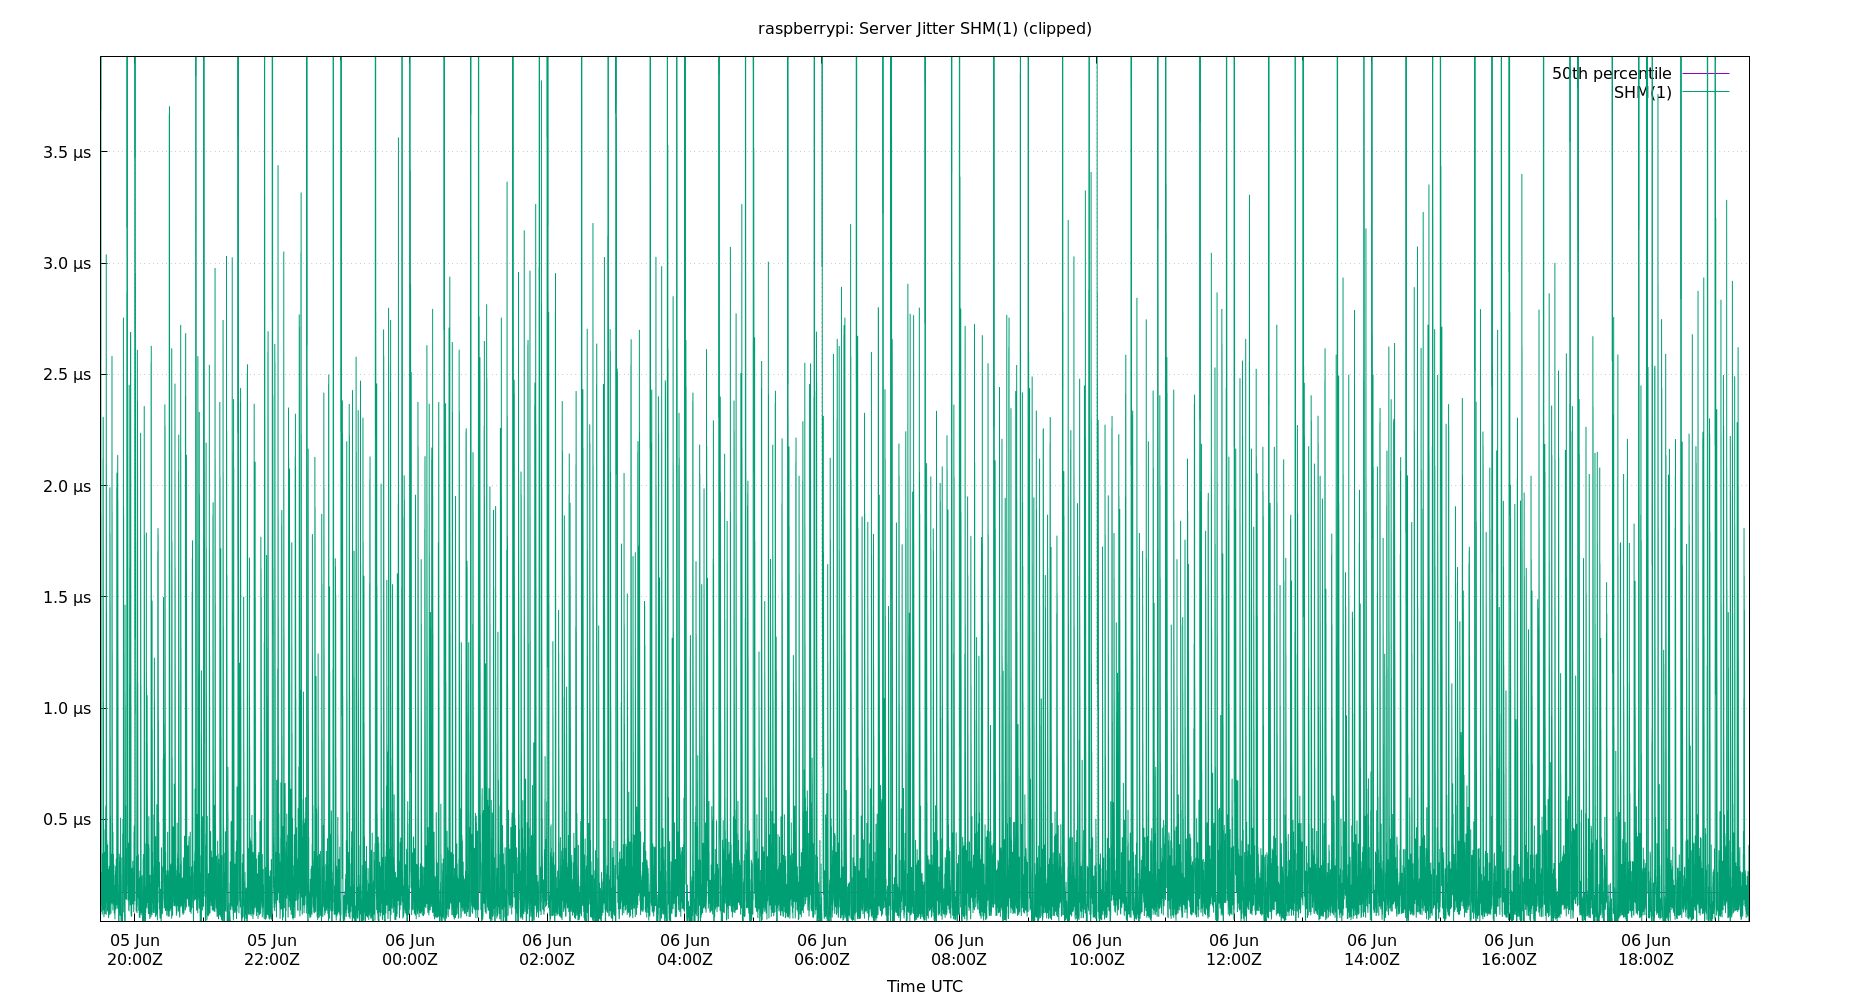 raspberrypi: Server Jitter SHM(1) (clipped)
50th percentile
SHM(1)
3.5 µs
3.0 µs
2.5 µs
2.0 µs
1.5 µs
1.0 µs
0.5 µs
05 Jun 05 Jun 06 Jun 06 Jun 06 Jun 06 Jun 06 Jun 06 Jun 06 Jun 06 Jun 06 Jun 06 Jun
20:00Z 22:00Z 00:00Z 02:00Z 04:00Z 06:00Z 08:00Z 10:00Z 12:00Z 14:00Z 16:00Z 18:00Z
Time UTC